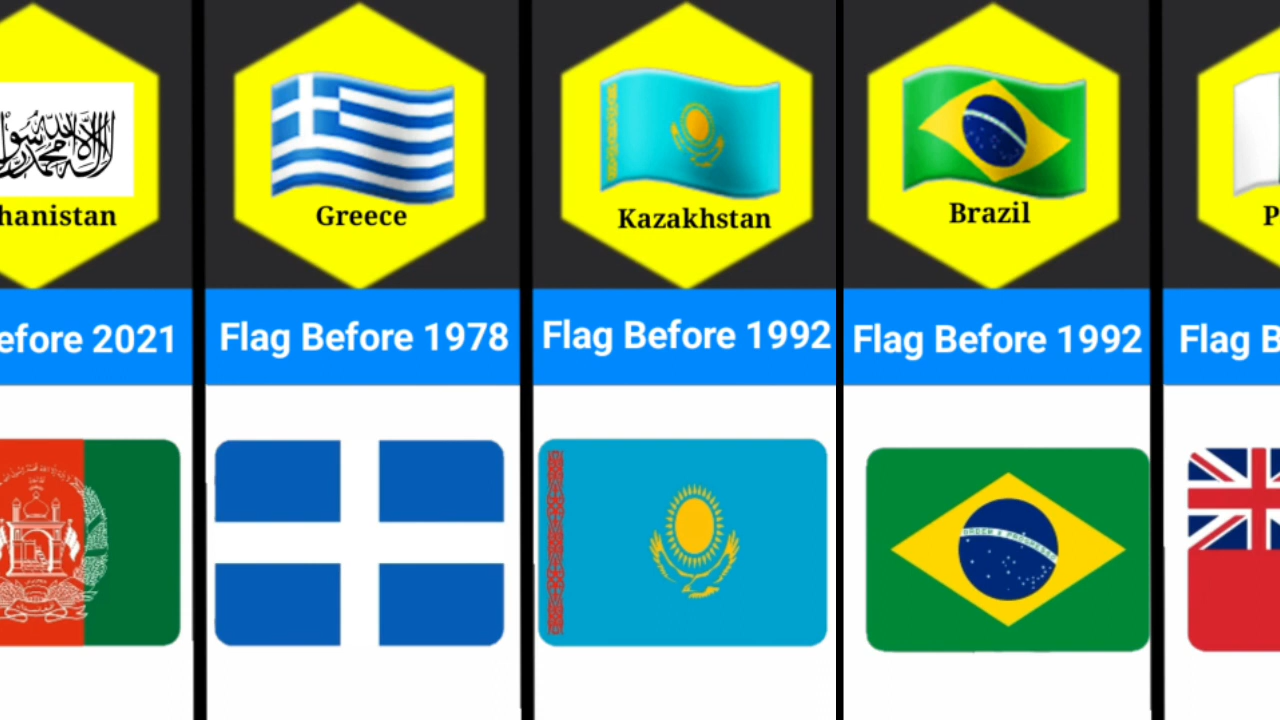 hanistan
Greece
Kazakhstan
Brazil
P
efore 2021
Flag Before 1978
Flag Before 1992
Flag Before 1992
Flag B